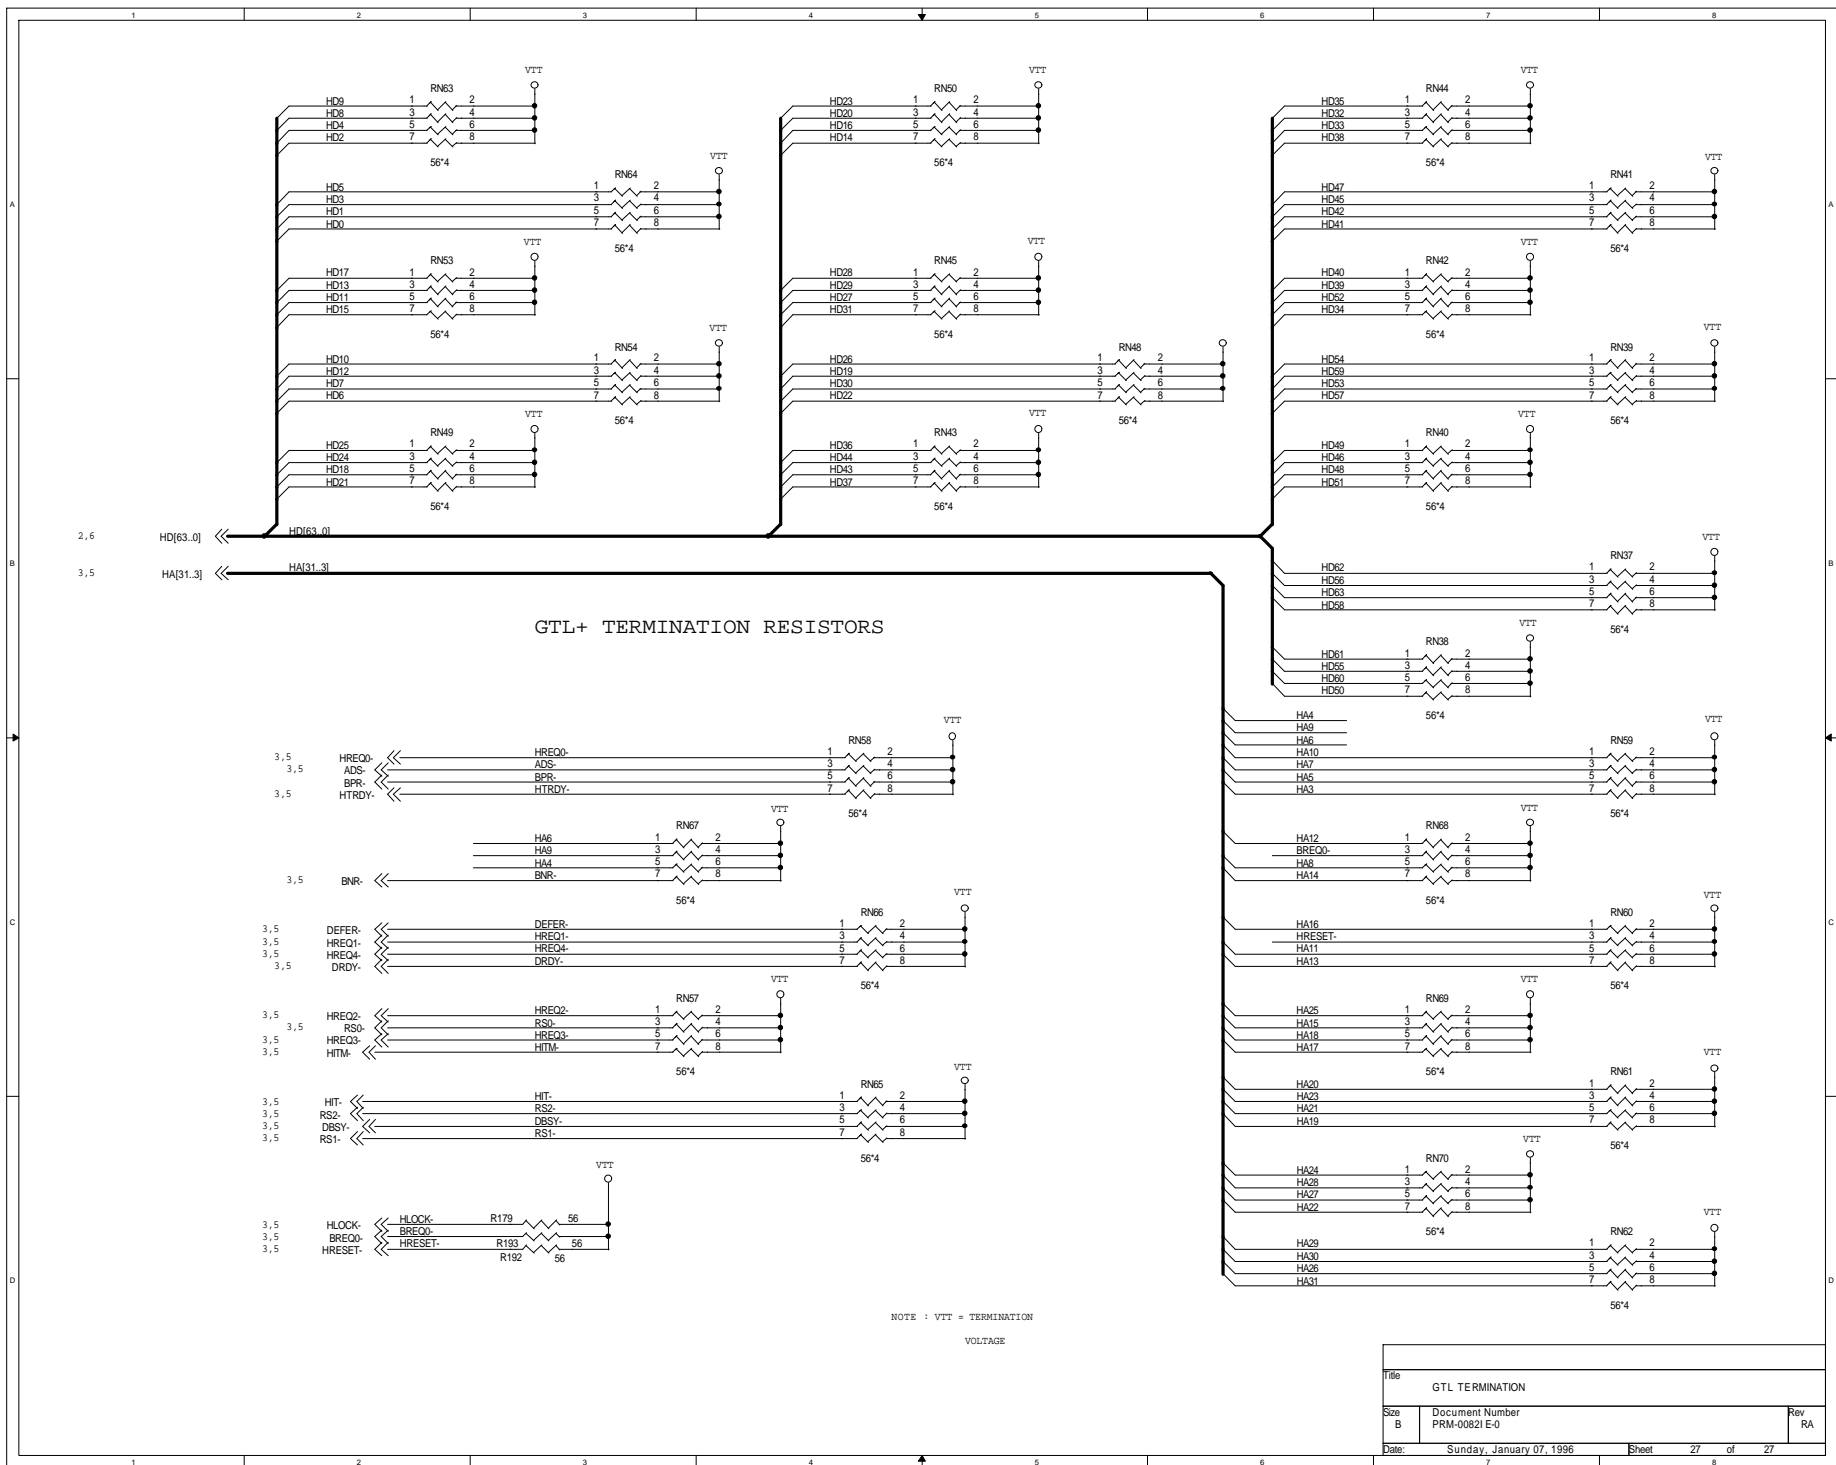 1 2 3 4 5 6 7 8
VTT VTT VTT
RN63 RN50 RN44
HD9 1 2 HD23 1 2 HD35 1 2
HD8 3 4 HD20 3 4 HD32 3 4
HD4 5 6 HD16 5 6 HD33 5 6
HD2 7 8 HD14 7 8 HD38 7 8
56*4 56*4 56*4
VTT VTT
RN64 RN41
HD5 1 2 HD47 1 2
HD3 3 4 HD45 3 4
HD1 5 6 HD42 5 6
HD0 7 8 HD41 7 8
A A
56*4 56*4
VTT VTT VTT
RN53 RN45 RN42
HD17 1 2 HD28 1 2 HD40 1 2
HD13 3 4 HD29 3 4 HD39 3 4
HD11 5 6 HD27 5 6 HD52 5 6
HD15 7 8 HD31 7 8 HD34 7 8
56*4 56*4 56*4
VTT VTT
RN54 RN48 RN39
HD10 1 2 HD26 1 2 HD54 1 2
HD12 3 4 HD19 3 4 HD59 3 4
HD7 5 6 HD30 5 6 HD53 5 6
HD6 7 8 HD22 7 8 HD57 7 8
56*4 56*4 56*4
VTT VTT VTT
RN49 RN43 RN40
HD25 1 2 HD36 1 2 HD49 1 2
HD24 3 4 HD44 3 4 HD46 3 4
HD18 5 6 HD43 5 6 HD48 5 6
HD21 7 8 HD37 7 8 HD51 7 8
56*4 56*4 56*4
2,6 HD[63..0] HD[63..0]
3,5 HA[31..3] HA[31..3]
B B
VTT
RN37
HD62 1 2
HD56 3 4
HD63 5 6
HD58 7 8
56*4
GTL+ TERMINATION RESISTORS
VTT
RN38
HD61 1 2
HD55 3 4
HD60 5 6
HD50 7 8
56*4
HA4
HA9
HA6
VTT VTT
RN58 RN59
3,5 HREQ0- HREQ0- 1 2 HA10 1 2
3,5 ADS- ADS- 3 4 HA7 3 4
BPR- BPR- 5 6 HA5 5 6
3,5 HTRDY- HTRDY- 7 8 HA3 7 8
56*4 56*4
VTT VTT
RN67 RN68
HA6 1 2 HA12 1 2
HA9 3 4 BREQ0- 3 4
HA4 5 6 HA8 5 6
3,5 BNR- BNR- 7 8 HA14 7 8
56*4 56*4
VTT VTT
C C
RN66 RN60
3,5 DEFER- DEFER- 1 2 HA16 1 2
3,5 HREQ1- HREQ1- 3 4 HRESET- 3 4
3,5 HREQ4- HREQ4- 5 6 HA11 5 6
3,5 DRDY- DRDY- 7 8 HA13 7 8
56*4 56*4
VTT VTT
RN57 RN69
3,5 HREQ2- HREQ2- 1 2 HA25 1 2
3,5 RS0- RS0- 3 4 HA15 3 4
3,5 HREQ3- HREQ3- 5 6 HA18 5 6
3,5 HITM- HITM- 7 8 HA17 7 8
56*4 56*4
VTT VTT
RN65 RN61
3,5 HIT- HIT- 1 2 HA20 1 2
3,5 RS2- RS2- 3 4 HA23 3 4
3,5 DBSY- DBSY- 5 6 HA21 5 6
3,5 RS1- RS1- 7 8 HA19 7 8
56*4 56*4
VTT
RN70
HA24 1 2
HA28 3 4
HA27 5 6
HA22 7 8
56*4
VTT
3,5 HLOCK- HLOCK- R179 56
3,5 BREQ0- BREQ0- R193 56
3,5 HRESET- HRESET- R192 56
VTT
RN62
HA29 1 2
HA30 3 4
HA26 5 6
HA31 7 8
56*4
D D
NOTE : VTT = TERMINATION
VOLTAGE
Title
GTL TERMINATION
Size Document Number Rev
B PRM-0082I E-0 RA
Date: Sunday, January 07, 1996 Sheet 27 of 27
1 2 3 4 5 6 7 8